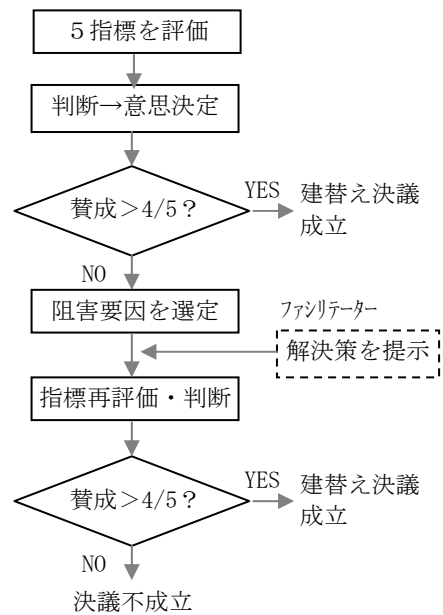 ５指標を評価
判断→意思決定
賛成＞4/5？
YES
建替え決議
成立
NO
阻害要因を選定
ﾌｧｼﾘﾃｰﾀｰ
解決策を提示
指標再評価・判断
賛成＞4/5？
YES
建替え決議
成立
NO
決議不成立